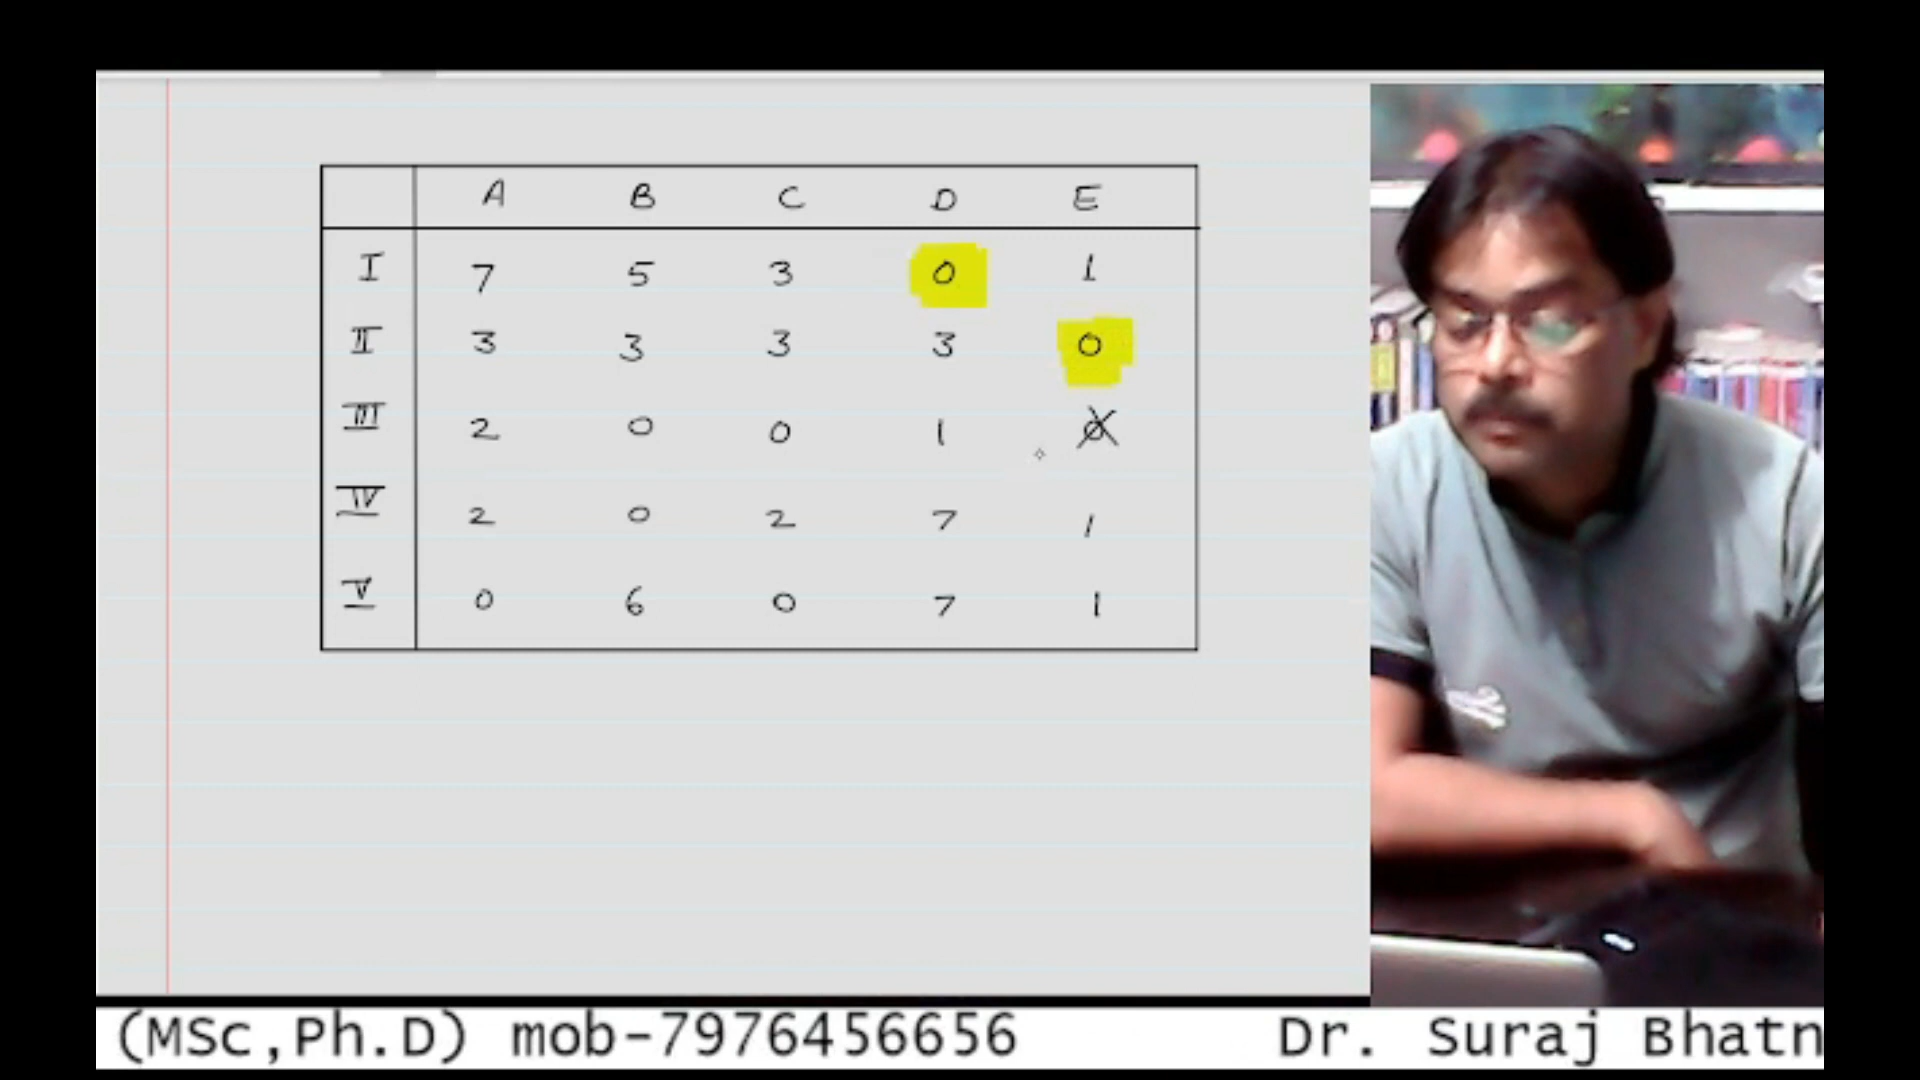 A B C D E
I 7 5 3 0 1
II 3 3 3 3 0
III 2 0 0 1 0
IV 2 0 2 7 1
V 0 6 0 7 1
(MSc,Ph.D) mob-7976456656 Dr. Suraj Bhatn